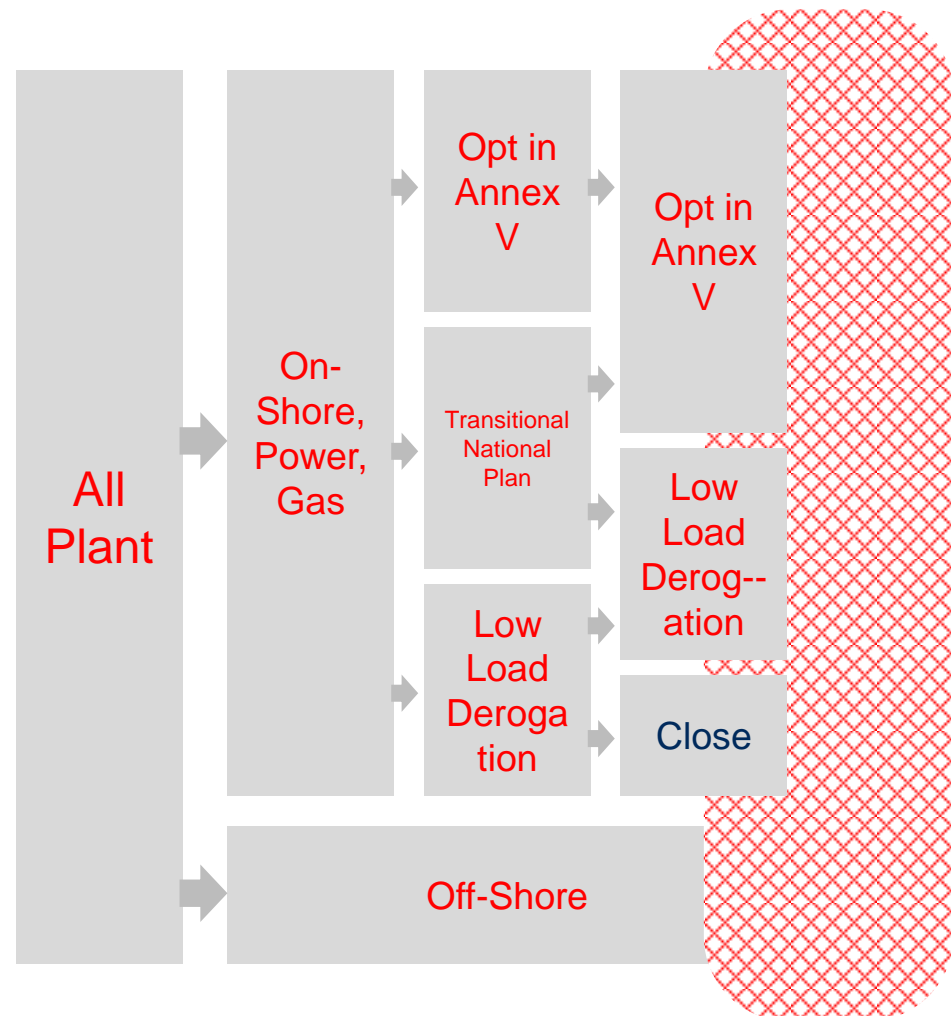 All
Plant
On-
Shore,
Power,
Gas
Opt in
Annex
V
Transitional
National
Plan
Low
Load
Deroga
tion
Opt in
Annex
V
Low
Load
Derog--
ation
Close
Off-Shore